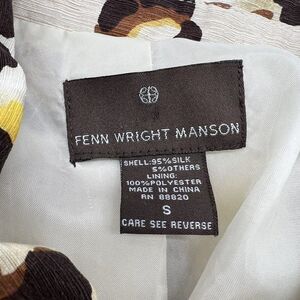 FENN WRIGHT MANSON
SHELL:95%SILK
5%OTHERS
LINING:
100%POLYESTER
MADE IN CHINA
RN 88820
S
CARE SEE REVERSE